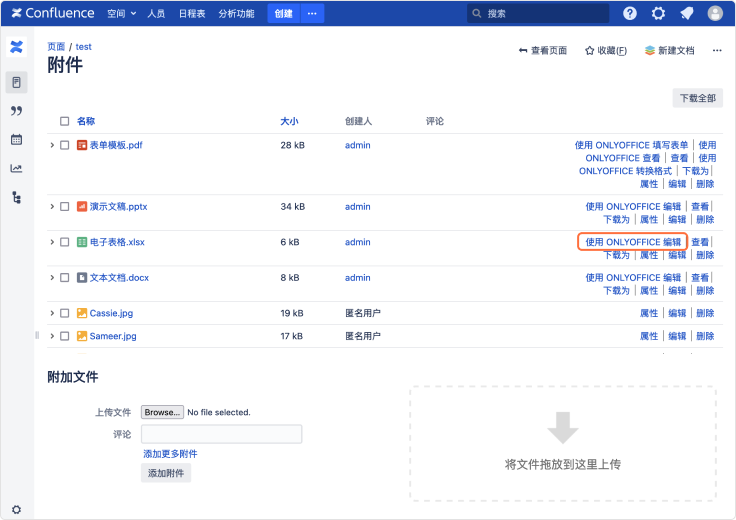 Confluence 空间 人员 日程表 分析功能 创建 ··· 搜索
页面 / test
附件
查看页面 收藏(F) 新建文档 ···
下载全部
名称 大小 创建人 评论
表单模板.pdf 28 kB admin 使用 ONLYOFFICE 填写表单 | 使用
ONLYOFFICE 查看 | 查看 | 使用
ONLYOFFICE 转换格式 | 下载为 |
属性 | 编辑 | 删除
演示文稿.pptx 34 kB admin 使用 ONLYOFFICE 编辑 | 查看 |
下载为 | 属性 | 编辑 | 删除
电子表格.xlsx 6 kB admin 使用 ONLYOFFICE 编辑 查看 |
下载为 | 属性 | 编辑 | 删除
文本文档.docx 8 kB admin 使用 ONLYOFFICE 编辑 | 查看 |
下载为 | 属性 | 编辑 | 删除
Cassie.jpg 19 kB 匿名用户 属性 | 编辑 | 删除
Sameer.jpg 17 kB 匿名用户 属性 | 编辑 | 删除
附加文件
上传文件 Browse... No file selected.
评论
添加更多附件
添加附件
将文件拖放到这里上传